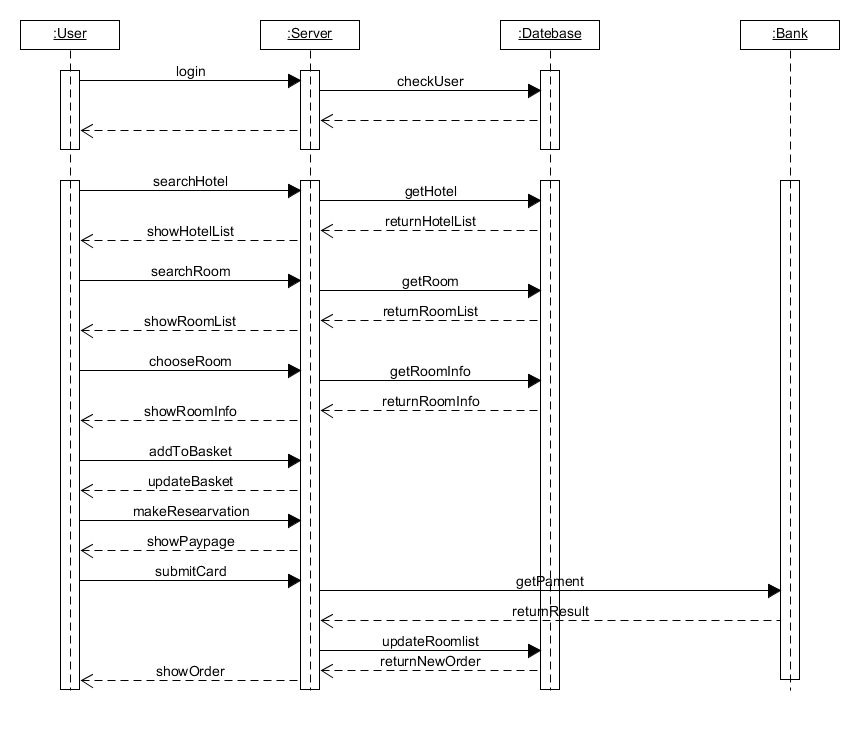 :User
:Server
:Datebase
:Bank
login
checkUser
searchHotel
getHotel
returnHotelList
showHotelList
searchRoom
getRoom
returnRoomList
showRoomList
chooseRoom
getRoomInfo
returnRoomInfo
showRoomInfo
addToBasket
updateBasket
makeResearvation
showPaypage
submitCard
getPament
returnResult
updateRoomlist
returnNewOrder
showOrder